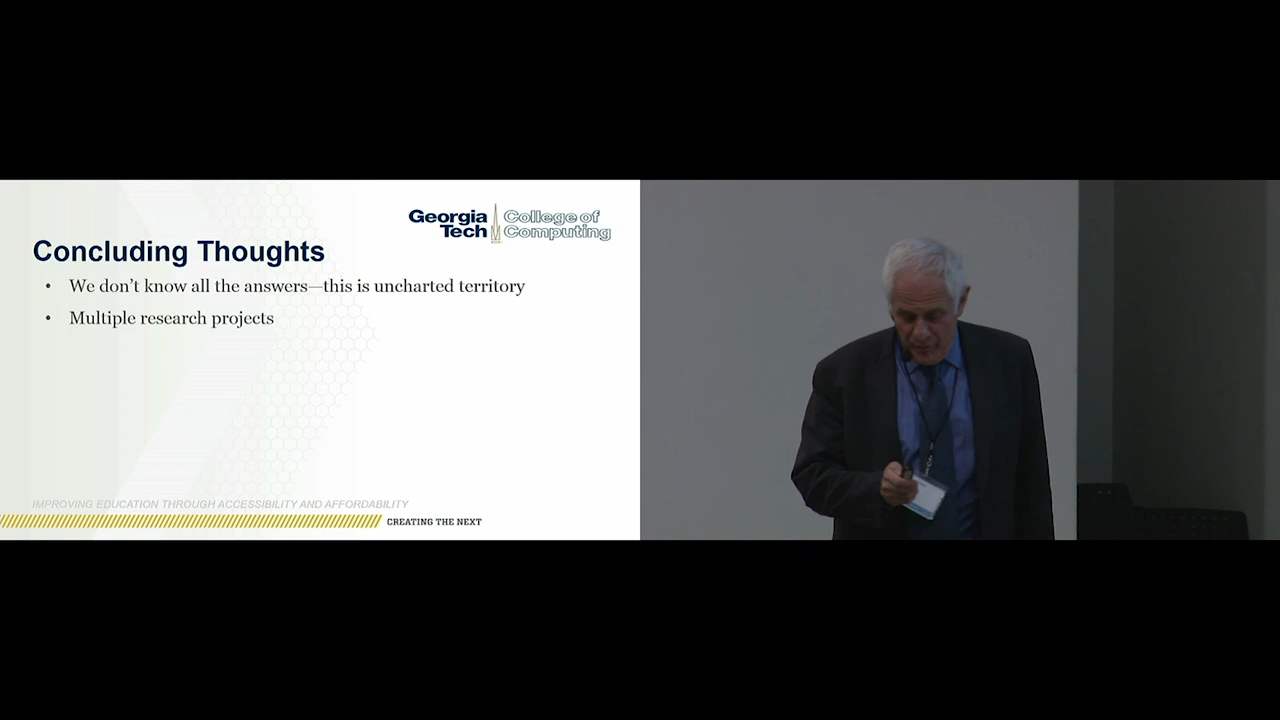 Georgia Tech
College of Computing
Concluding Thoughts
• We don’t know all the answers—this is uncharted territory
• Multiple research projects
IMPROVING EDUCATION THROUGH ACCESSIBILITY AND AFFORDABILITY
CREATING THE NEXT